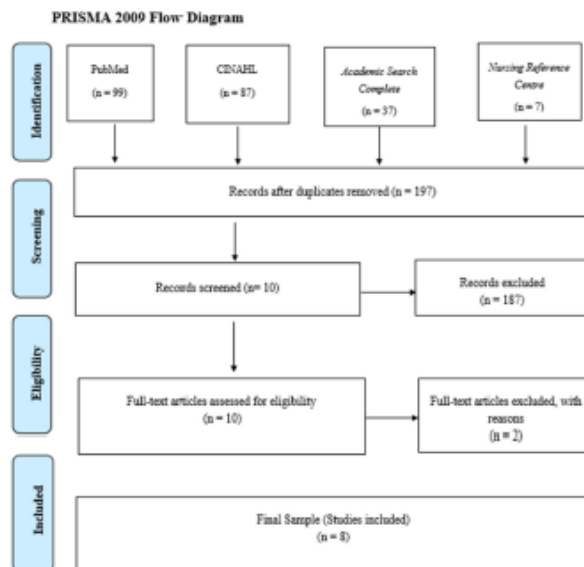 PRISMA 2009 Flow Diagram
Identification
PubMed
(n = 99)
CINAHL
(n = 87)
Academic Search
Complete
(n = 37)
Nursing Reference
Centre
(n = 7)
Records after duplicates removed (n = 197)
Screening
Records screened (n= 10)
Records excluded
(n = 187)
Eligibility
Full-text articles assessed for eligibility
(n = 10)
Full-text articles excluded, with
reasons
(n = 2)
Included
Final Sample (Studies included)
(n = 8)